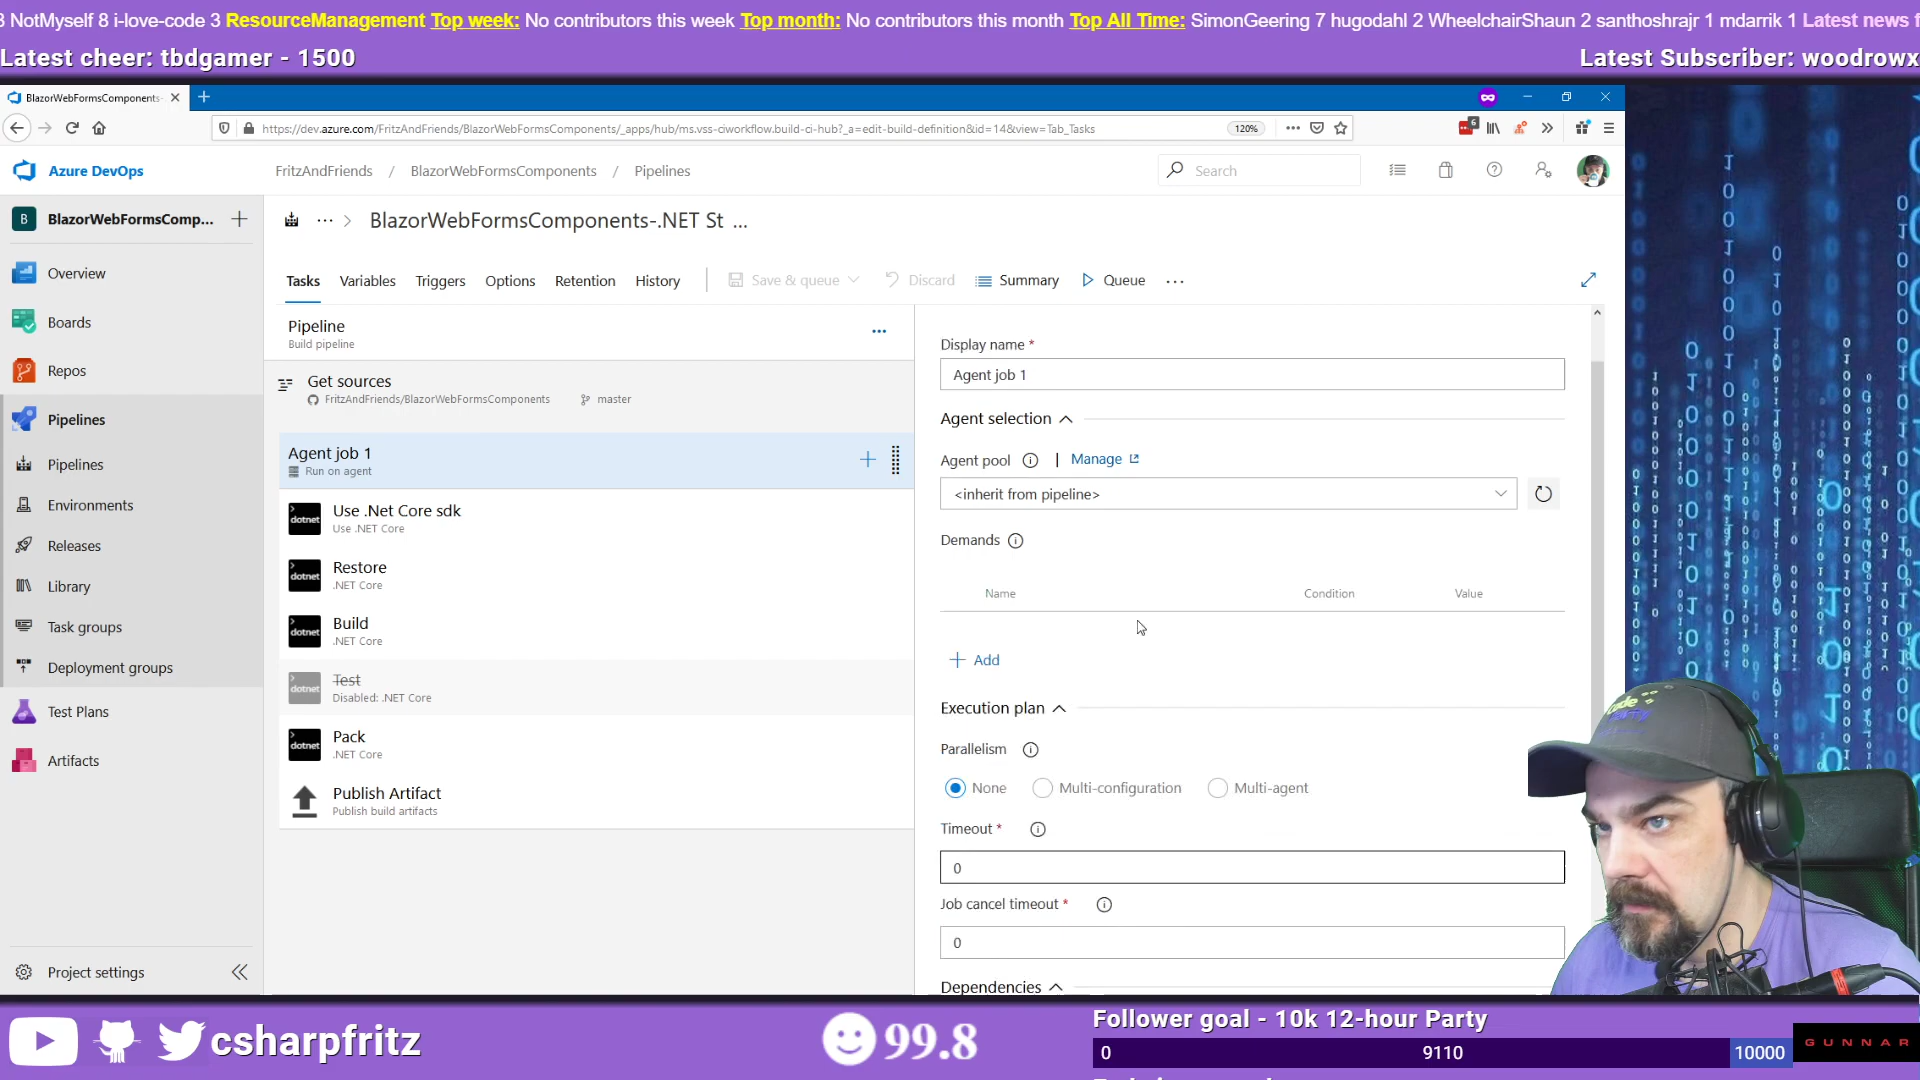 3 NotMyself 8 i-love-code 3 ResourceManagement Top week: No contributors this week Top month: No contributors this month Top All Time: SimonGeering 7 hugodahl 2 WheelchairShaun 2 santhoshrajr 1 mdarrik 1 Latest news f
Latest cheer: tbdgamer - 1500
Latest Subscriber: woodrowx
BlazorWebFormsComponents-
https://dev.azure.com/FritzAndFriends/BlazorWebFormsComponents/_apps/hub/ms.vss-ciworkflow.build-ci-hub?_a=edit-build-definition&id=14&view=Tab_Tasks
120%
6
Azure DevOps
FritzAndFriends / BlazorWebFormsComponents / Pipelines
Search
B BlazorWebFormsComp...
BlazorWebFormsComponents-.NET St ...
Overview
Boards
Repos
Pipelines
Pipelines
Environments
Releases
Library
Task groups
Deployment groups
Test Plans
Artifacts
Project settings
Tasks Variables Triggers Options Retention History Save & queue Discard Summary Queue
Pipeline
Build pipeline
Get sources
FritzAndFriends/BlazorWebFormsComponents master
Agent job 1
Run on agent
dotnet Use .Net Core sdk
Use .NET Core
dotnet Restore
.NET Core
dotnet Build
.NET Core
dotnet Test
Disabled: .NET Core
dotnet Pack
.NET Core
Publish Artifact
Publish build artifacts
Display name *
Agent job 1
Agent selection
Agent pool | Manage
<inherit from pipeline>
Demands
Name Condition Value
Add
Execution plan
Parallelism
None Multi-configuration Multi-agent
Timeout *
0
Job cancel timeout *
0
Dependencies
csharpfritz
99.8
Follower goal - 10k 12-hour Party
0 9110 10000
GUNNAR